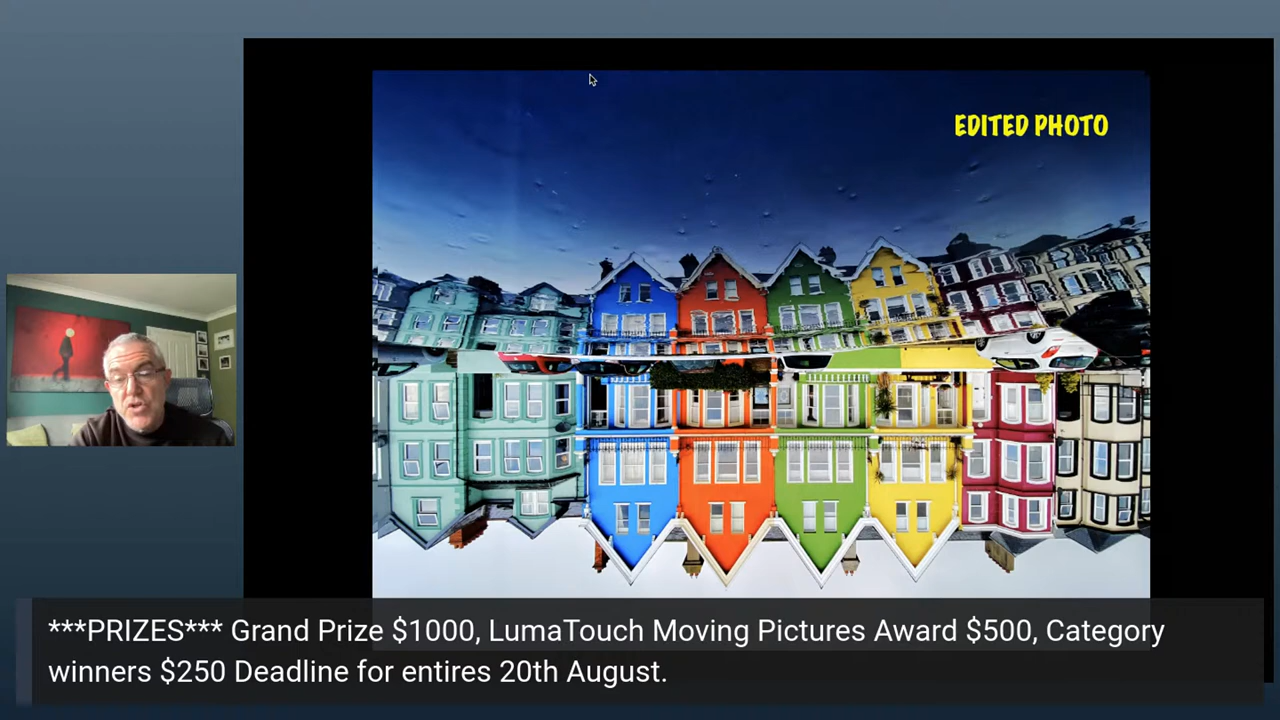 EDITED PHOTO
***PRIZES*** Grand Prize $1000, LumaTouch Moving Pictures Award $500, Category
winners $250 Deadline for entires 20th August.